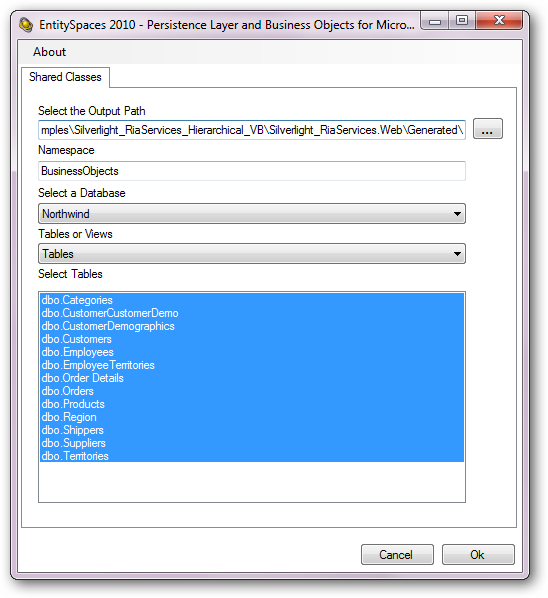 EntitySpaces 2010 - Persistence Layer and Business Objects for Micro...
About
Shared Classes
Select the Output Path
mples\Silverlight_RiaServices_Hierarchical_VB\Silverlight_RiaServices.Web\Generated\
...
Namespace
BusinessObjects
Select a Database
Northwind
Tables or Views
Tables
Select Tables
dbo.Categories
dbo.CustomerCustomerDemo
dbo.CustomerDemographics
dbo.Customers
dbo.Employees
dbo.EmployeeTerritories
dbo.Order Details
dbo.Orders
dbo.Products
dbo.Region
dbo.Shippers
dbo.Suppliers
dbo.Territories
Cancel Ok